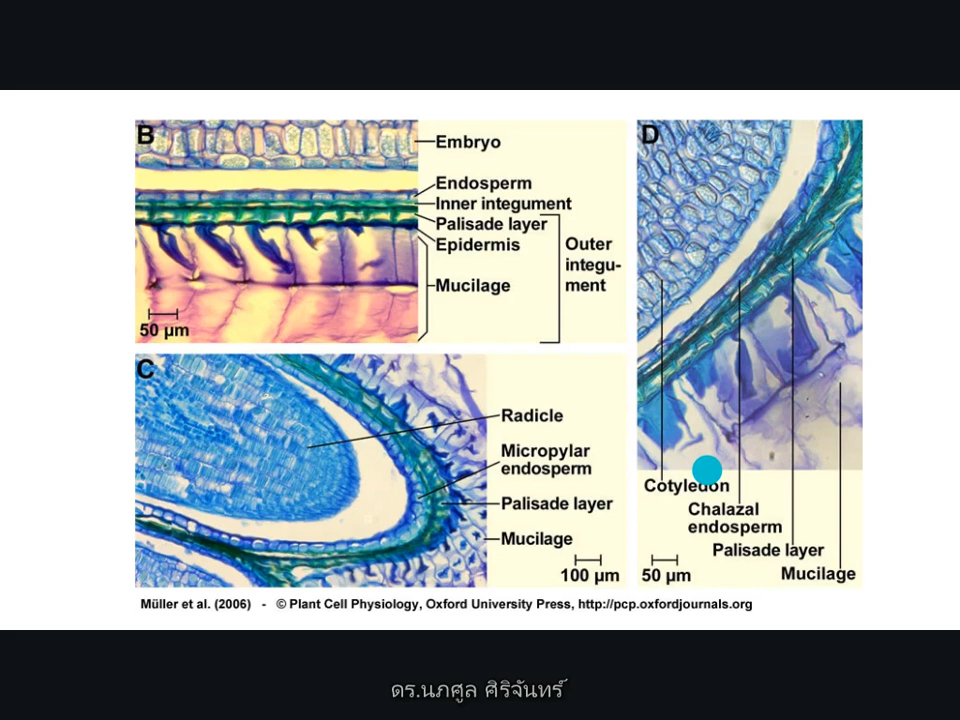 B
Embryo
Endosperm
Inner integument
Palisade layer
Epidermis
Mucilage
Outer
integu-
ment
50 µm
C
Radicle
Micropylar
endosperm
Palisade layer
Mucilage
100 µm
D
Cotyledon
Chalazal
endosperm
Palisade layer
Mucilage
50 µm
Müller et al. (2006) - © Plant Cell Physiology, Oxford University Press, http://pcp.oxfordjournals.org
ดร.นภศูล ศิริจันทร์